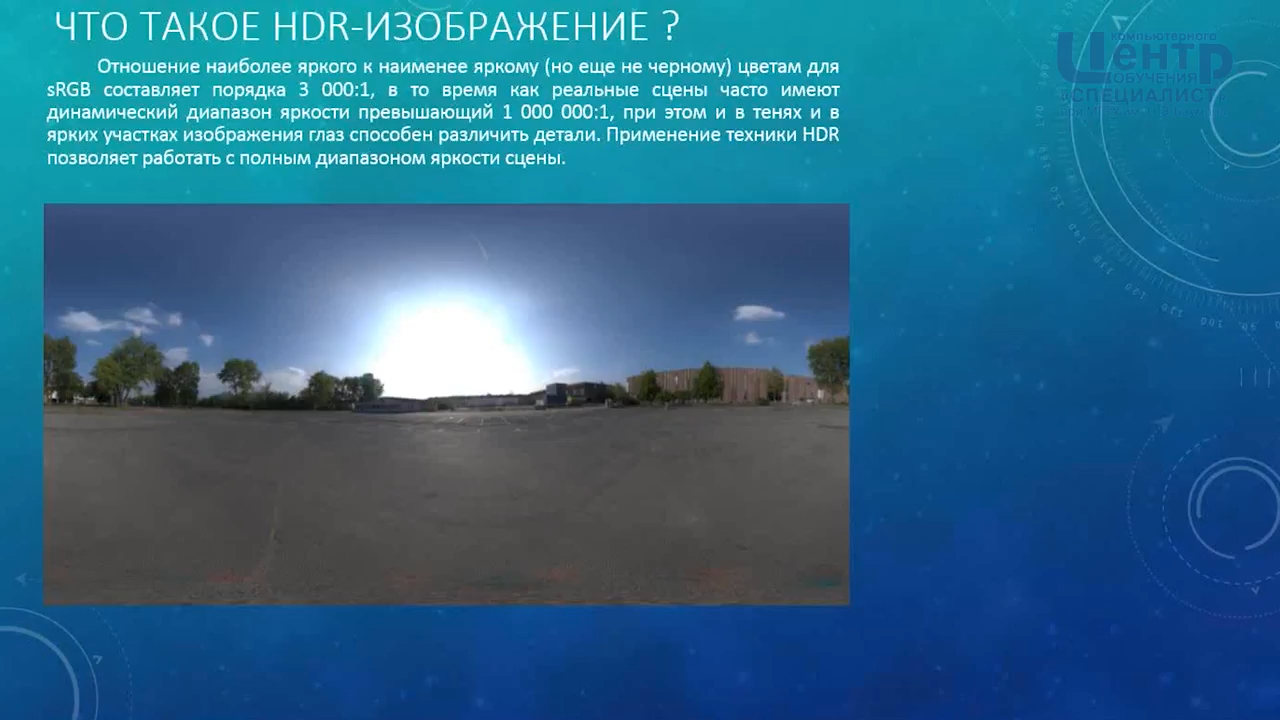 ЧТО ТАКОЕ HDR-ИЗОБРАЖЕНИЕ ?
Отношение наиболее яркого к наименее яркому (но еще не черному) цветам для
sRGB составляет порядка 3 000:1, в то время как реальные сцены часто имеют
динамический диапазон яркости превышающий 1 000 000:1, при этом и в тенях и в
ярких участках изображения глаз способен различить детали. Применение техники HDR
позволяет работать с полным диапазоном яркости сцены.
компьютерного
Центр
ОБУЧЕНИЯ
СПЕЦИАЛИСТ